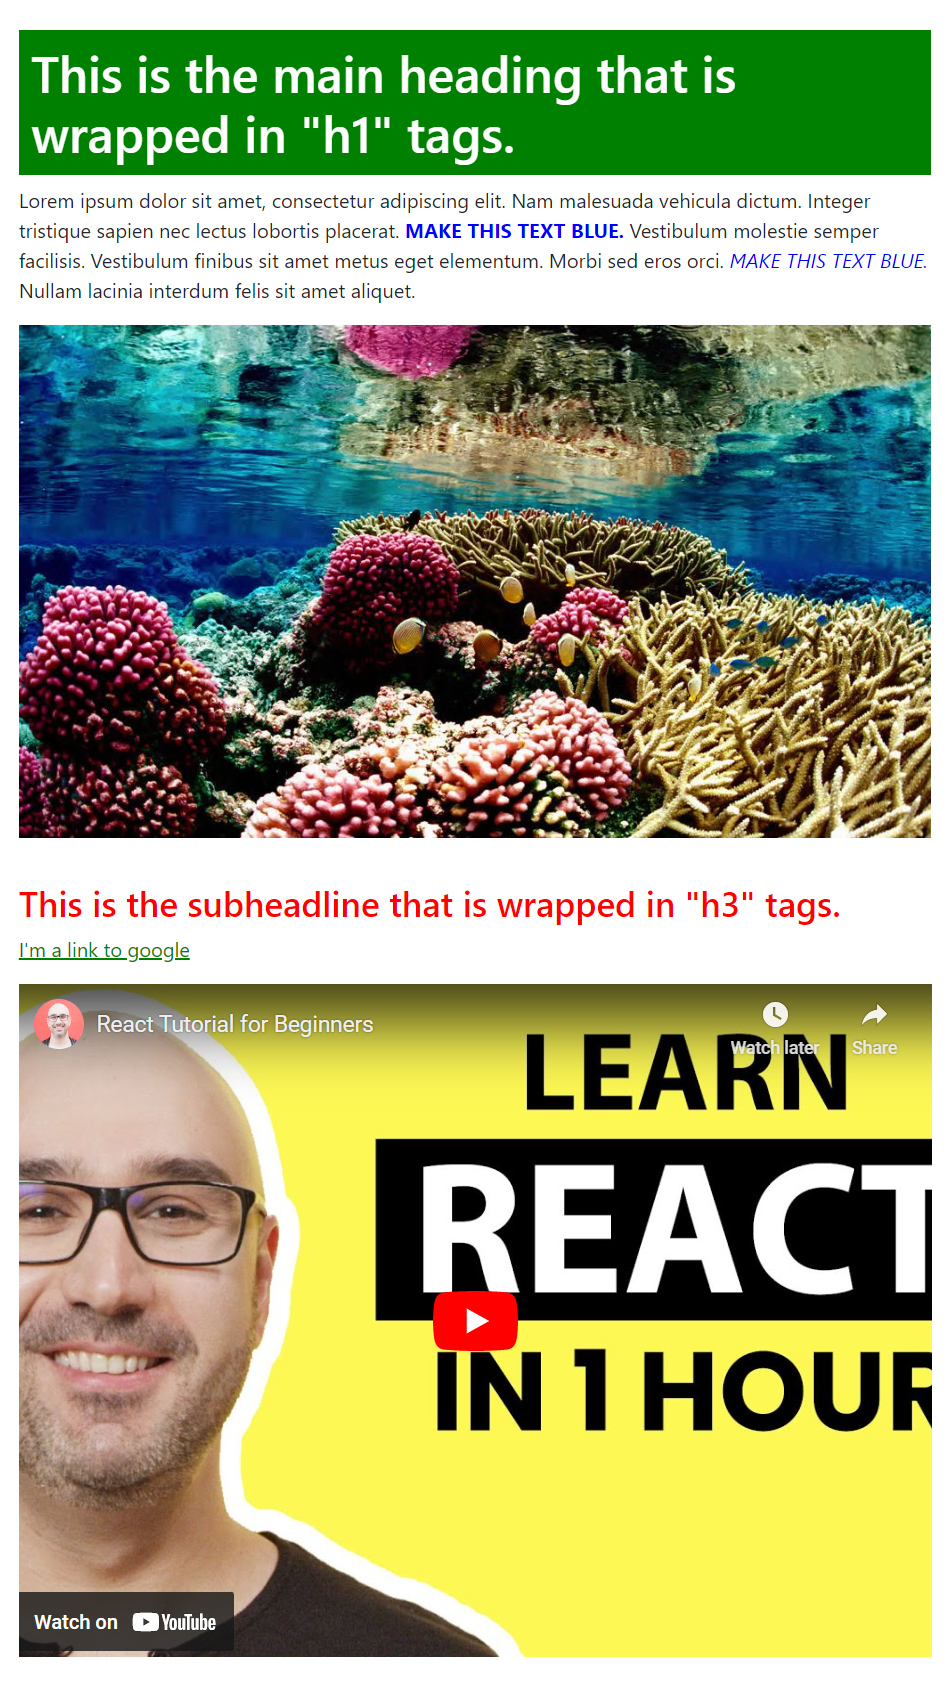 This is the main heading that is
wrapped in "h1" tags.
Lorem ipsum dolor sit amet, consectetur adipiscing elit. Nam malesuada vehicula dictum. Integer
tristique sapien nec lectus lobortis placerat. MAKE THIS TEXT BLUE. Vestibulum molestie semper
facilisis. Vestibulum finibus sit amet metus eget elementum. Morbi sed eros orci. MAKE THIS TEXT BLUE.
Nullam lacinia interdum felis sit amet aliquet.
This is the subheadline that is wrapped in "h3" tags.
I'm a link to google
React Tutorial for Beginners
Watch later Share
LEARN
REACT
IN 1 HOUR
Watch on YouTube